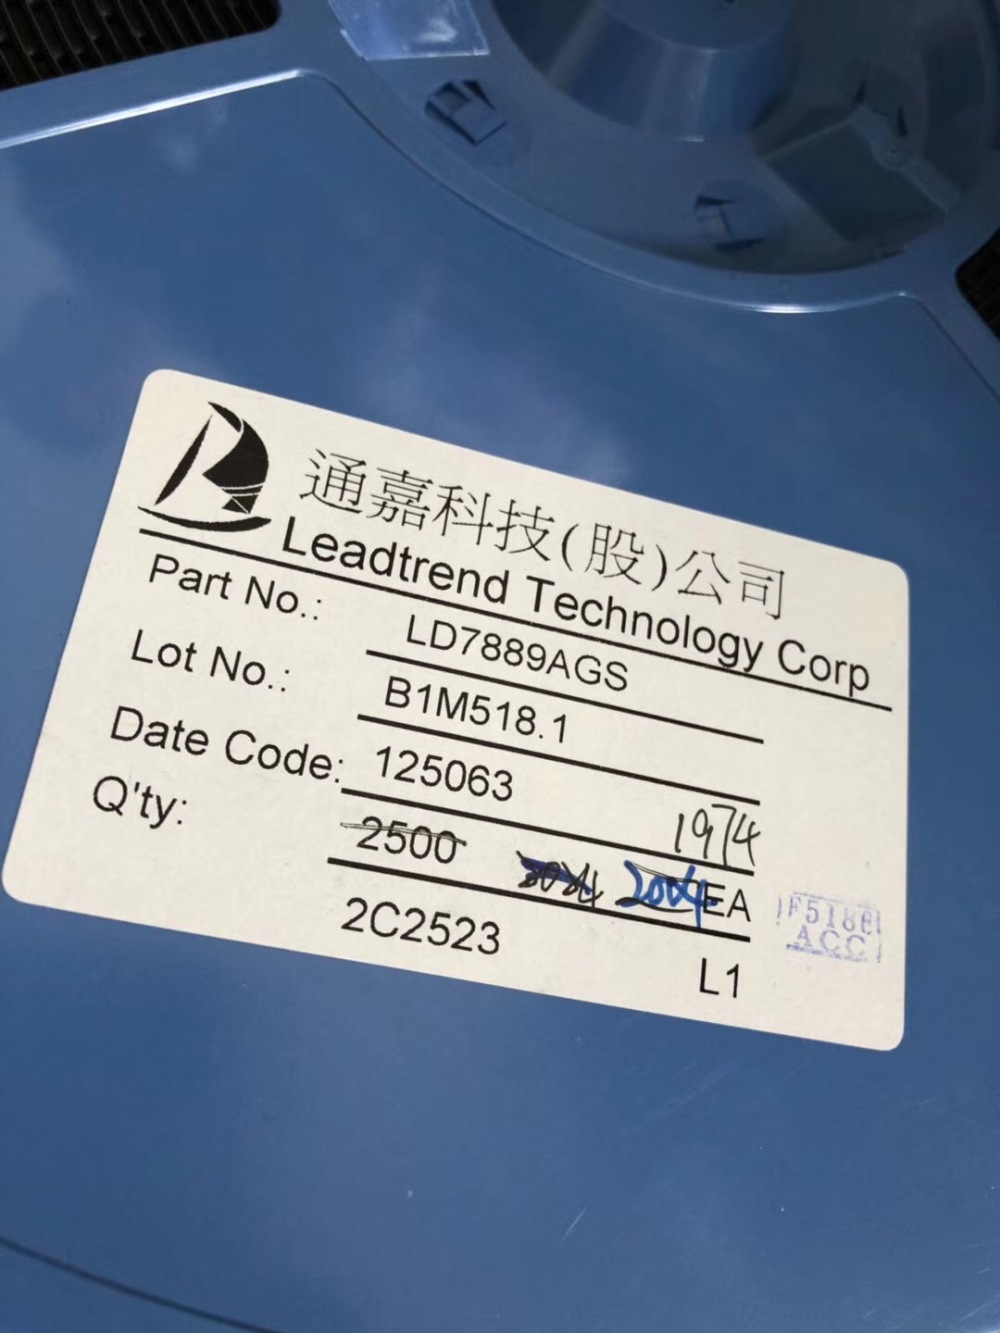 通嘉科技(股)公司
Leadtrend Technology Corp
Part No.: LD7889AGS
Lot No.: B1M518.1
Date Code: 125063
1974
Q'ty: 2500 2004 EA
2C2523
L1
ACC